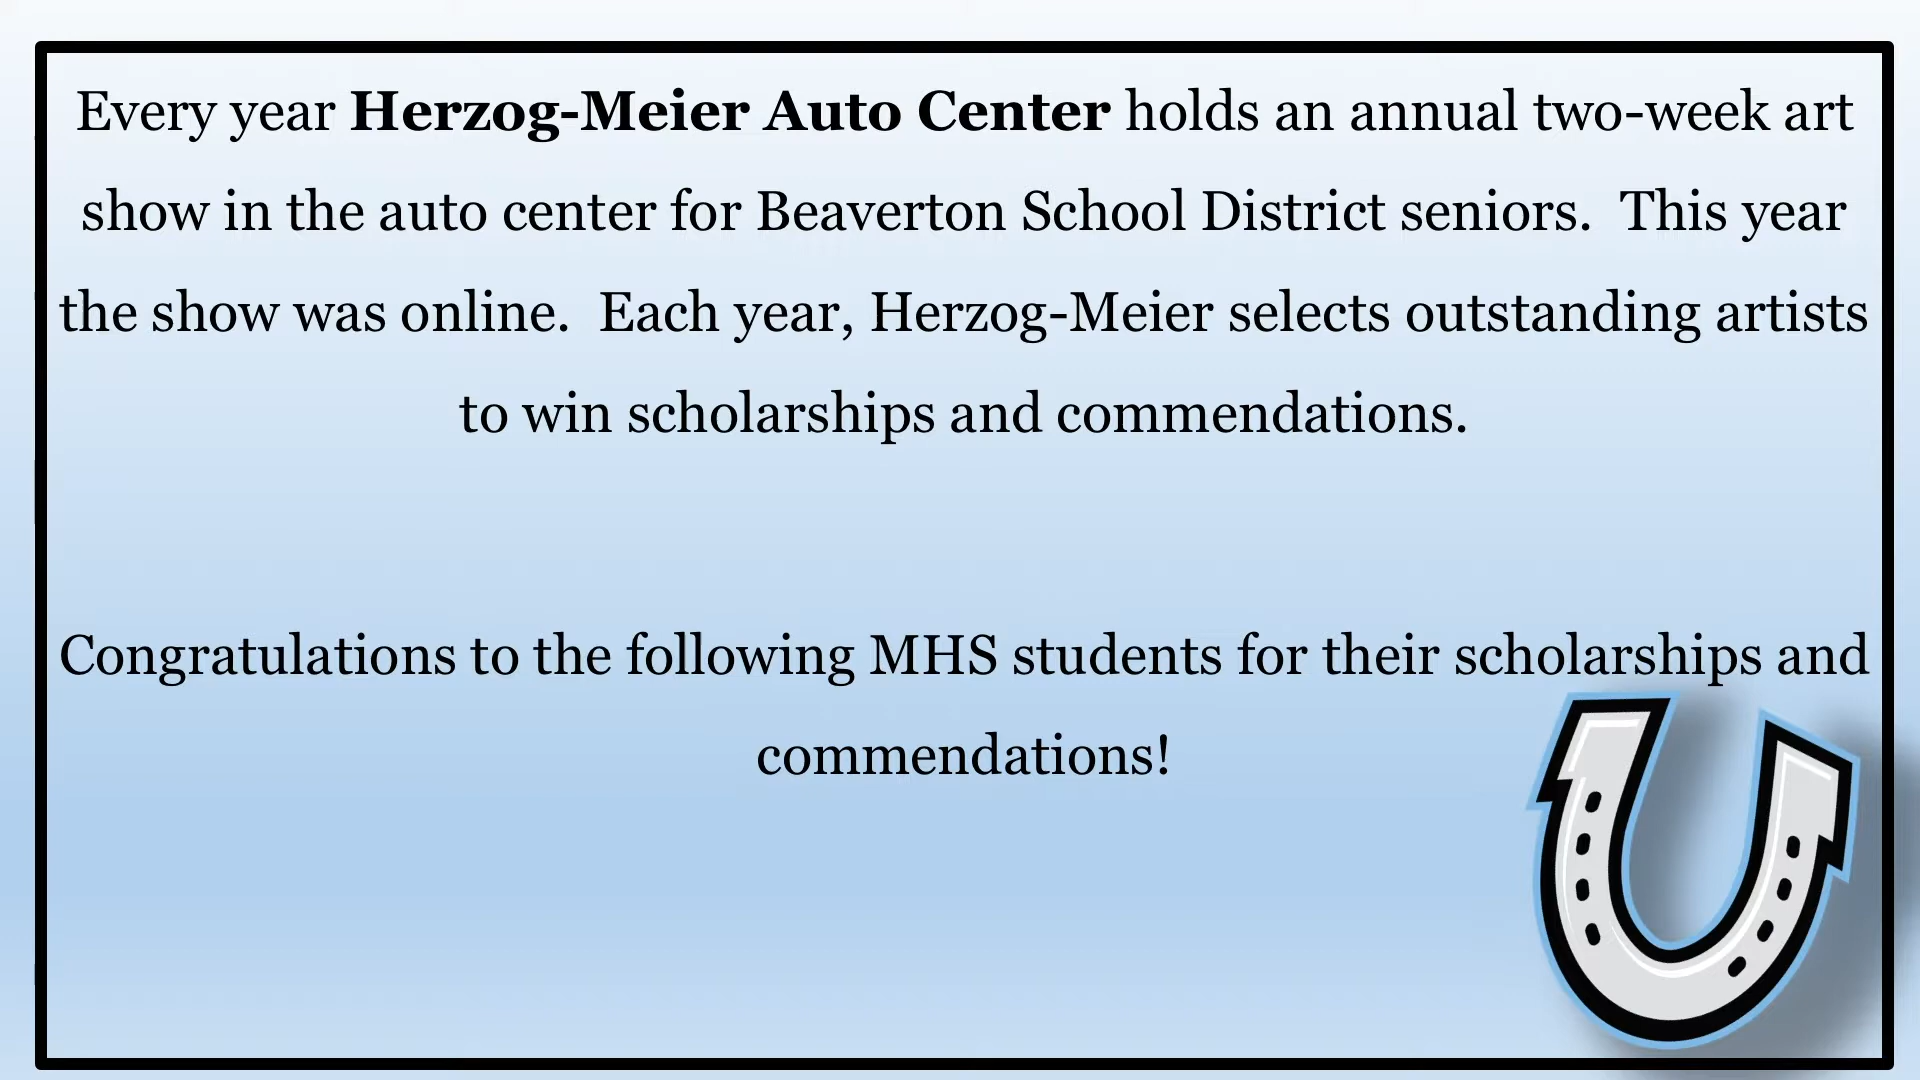 Every year Herzog-Meier Auto Center holds an annual two-week art
show in the auto center for Beaverton School District seniors.  This year
the show was online.  Each year, Herzog-Meier selects outstanding artists
to win scholarships and commendations.
Congratulations to the following MHS students for their scholarships and
commendations!